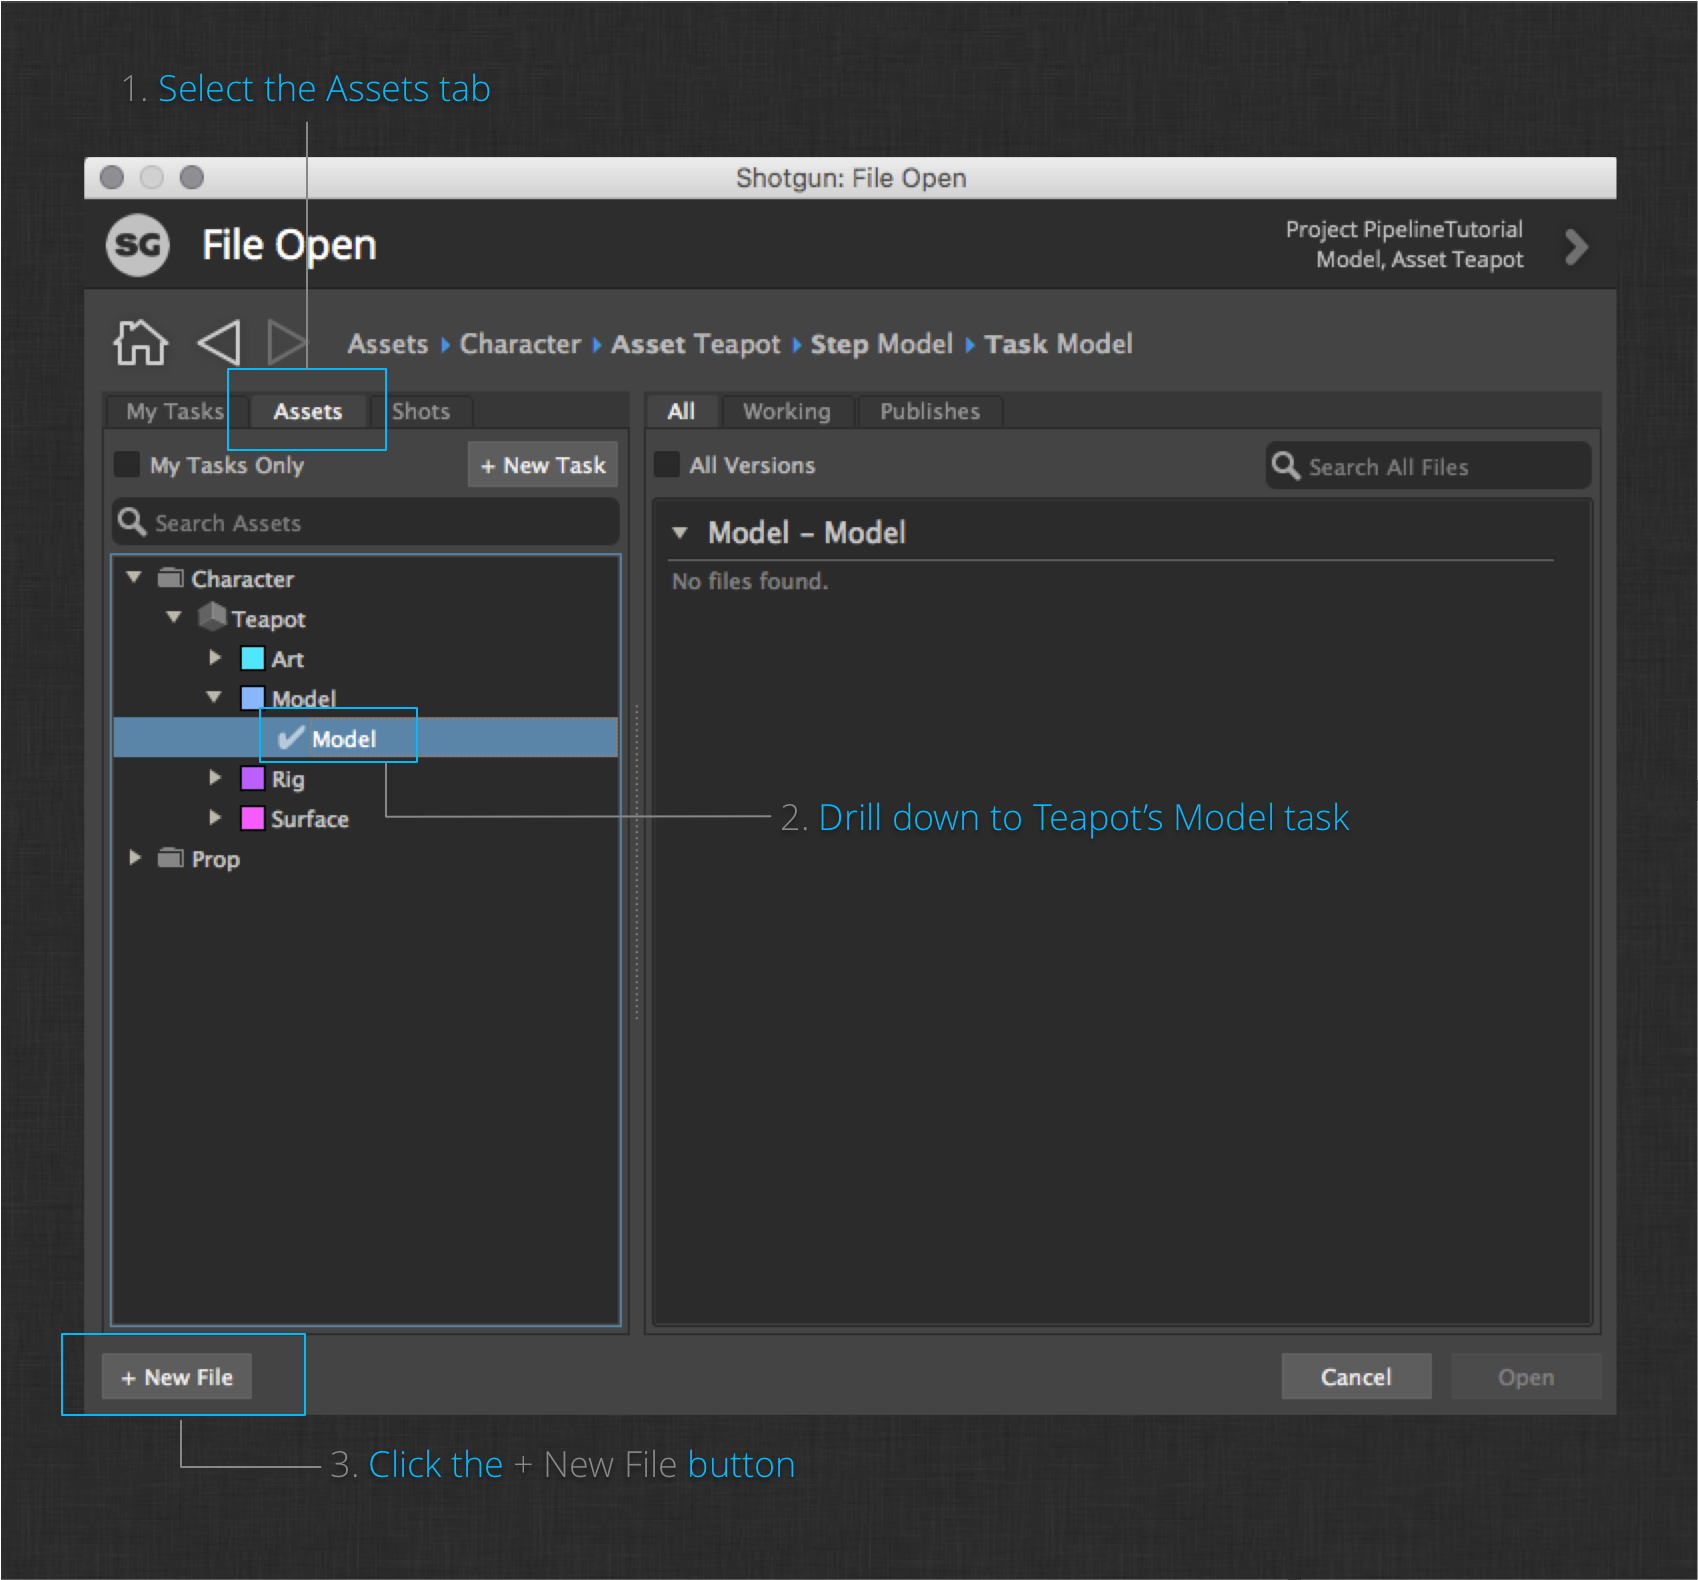 1. Select the Assets tab
Shotgun: File Open
SG
File Open
Project PipelineTutorial
Model, Asset Teapot
Assets Character Asset Teapot Step Model Task Model
My Tasks Assets Shots
My Tasks Only
+ New Task
Search Assets
Character
Teapot
Art
Model
Model
Rig
Surface
Prop
All Working Publishes
All Versions
Search All Files
Model – Model
No files found.
2. Drill down to Teapot's Model task
+ New File
Cancel
Open
3. Click the + New File button